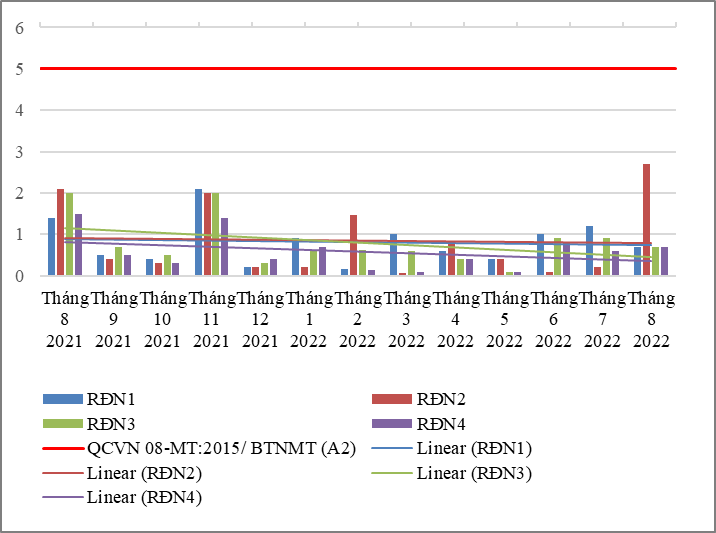 6
5
4
3
2
1
0
Tháng Tháng Tháng Tháng Tháng Tháng Tháng Tháng Tháng Tháng Tháng Tháng Tháng
8 9 10 11 12 1 2 3 4 5 6 7 8
2021 2021 2021 2021 2021 2022 2022 2022 2022 2022 2022 2022 2022
RĐN1 RĐN2
RĐN3 RĐN4
QCVN 08-MT:2015/ BTNMT (A2) Linear (RĐN1)
Linear (RĐN2) Linear (RĐN3)
Linear (RĐN4)